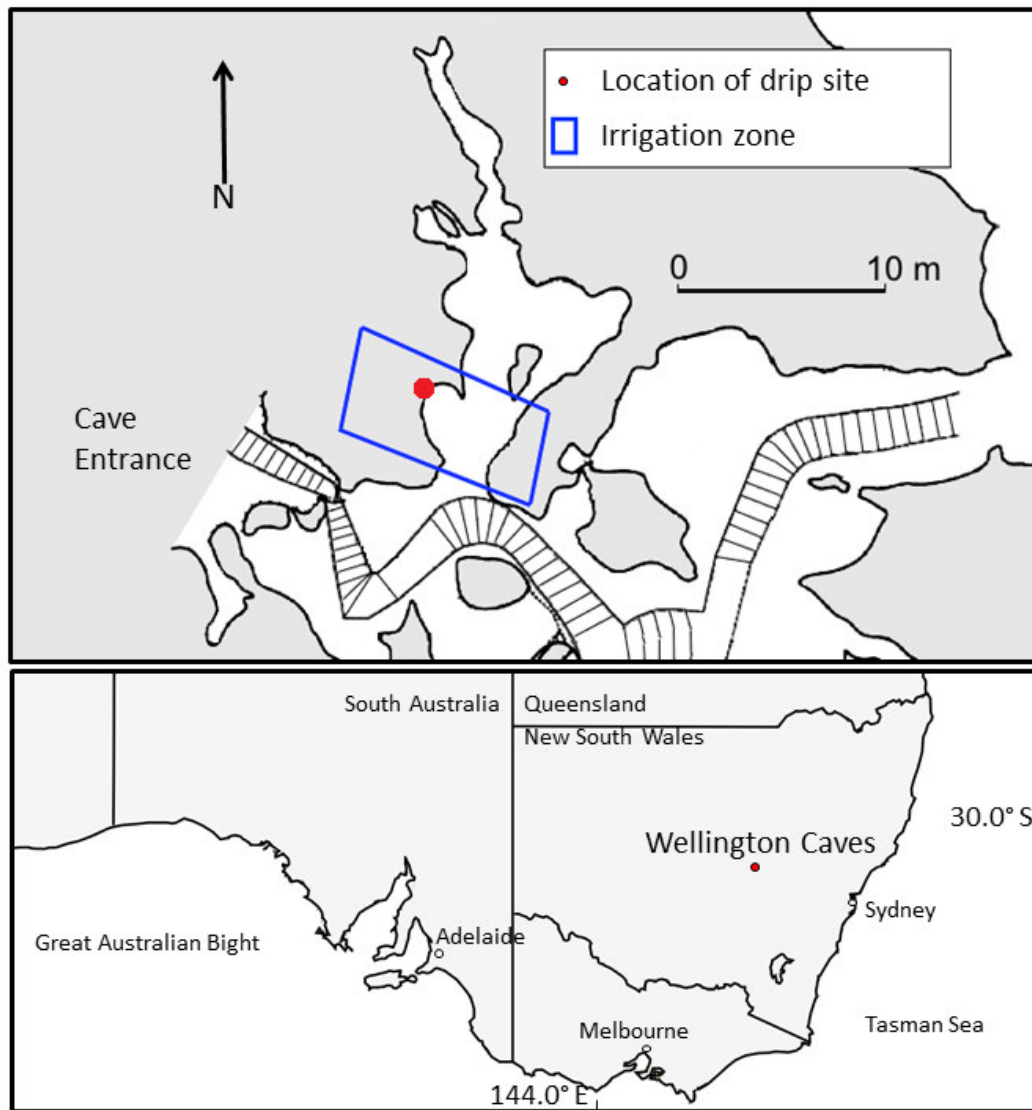 Location of drip site
Irrigation zone
N
0 10 m
Cave
Entrance
South Australia
Queensland
New South Wales
30.0° S
Wellington Caves
Sydney
Great Australian Bight
Adelaide
Melbourne
Tasman Sea
144.0° E